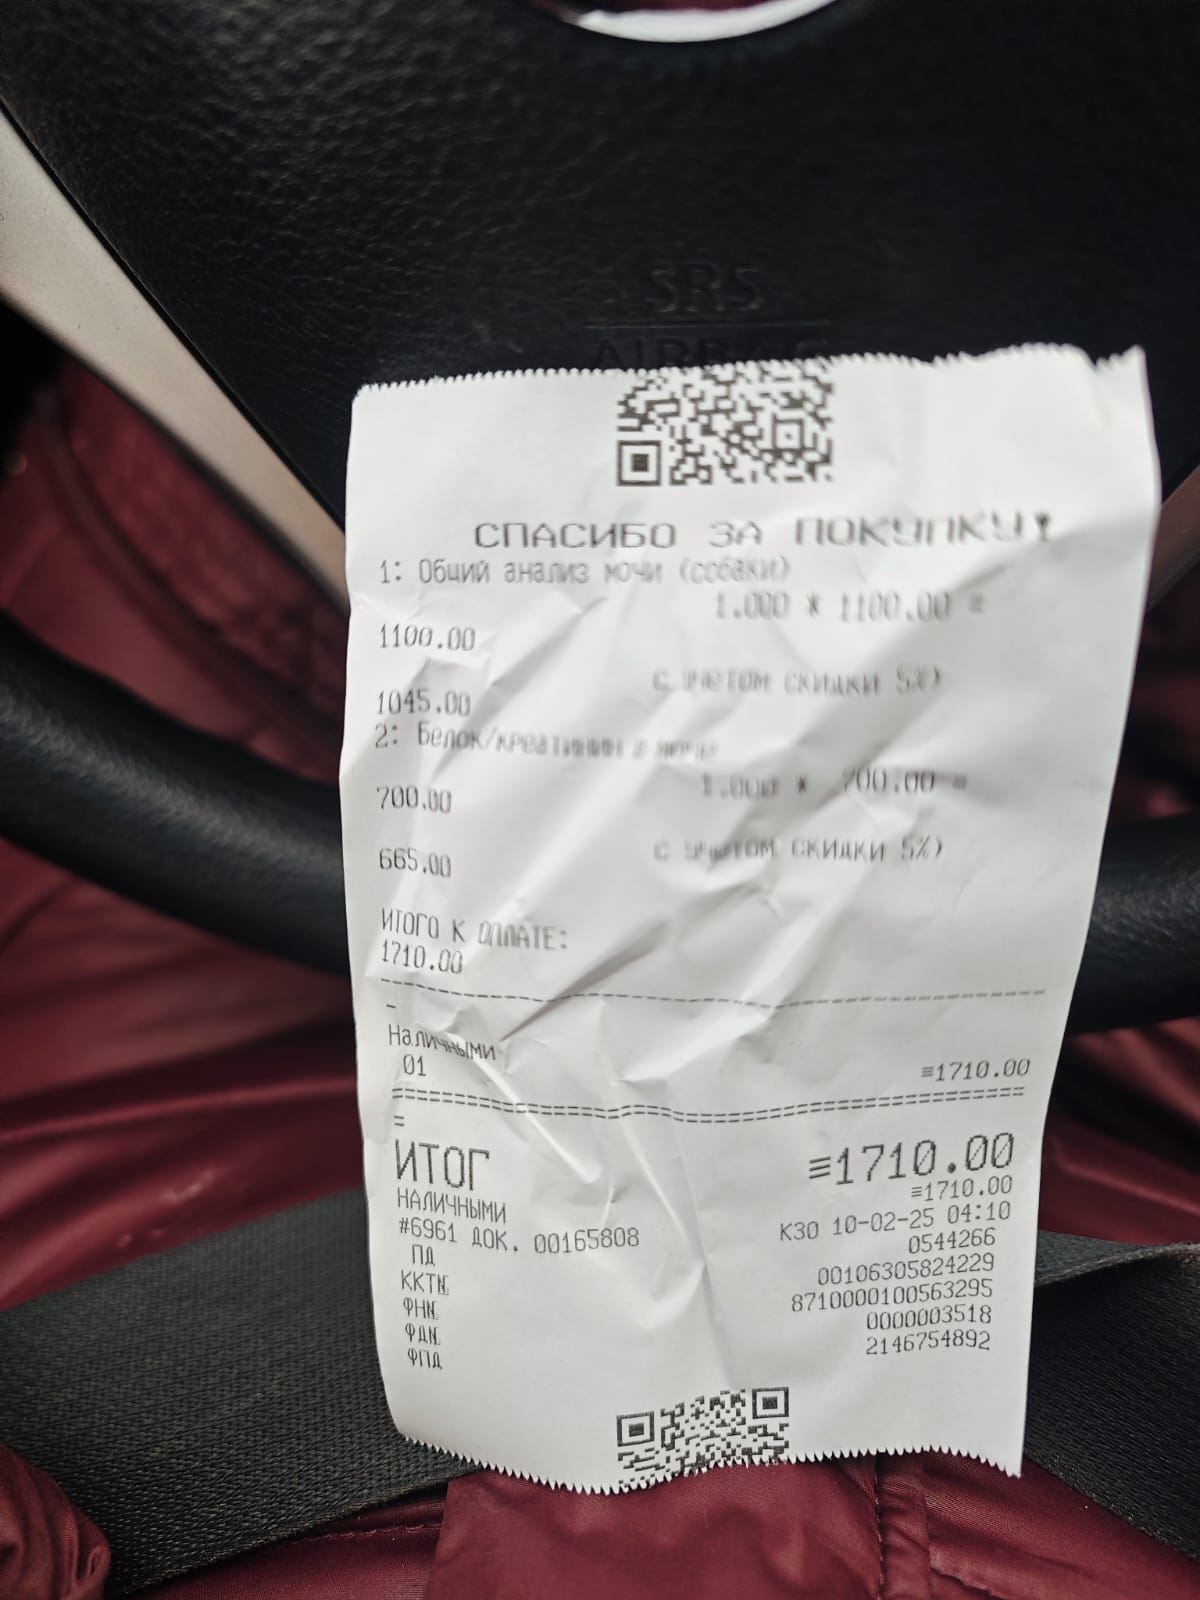 SRS
AIRBAG
СПАСИБО ЗА ПОКУПКУ!
1: Общий анализ мочи (собаки)
1.000 * 1100.00 =
1100.00
с учетом скидки 5%)
1045.00
2: Белок/креатинин в моче
1.000 * 700.00 =
700.00
с учетом скидки 5%)
665.00
ИТОГО К ОПЛАТЕ:
1710.00
-
Наличными
01 ≡1710.00
=
ИТОГ ≡1710.00
НАЛИЧНЫМИ ≡1710.00
#6961 ДОК. 00165808 КЗ0 10-02-25 04:10
ПД 0544266
ККТ№ 00106305824229
ФН№ 8710000100563295
ФД№ 0000003518
ФПД 2146754892